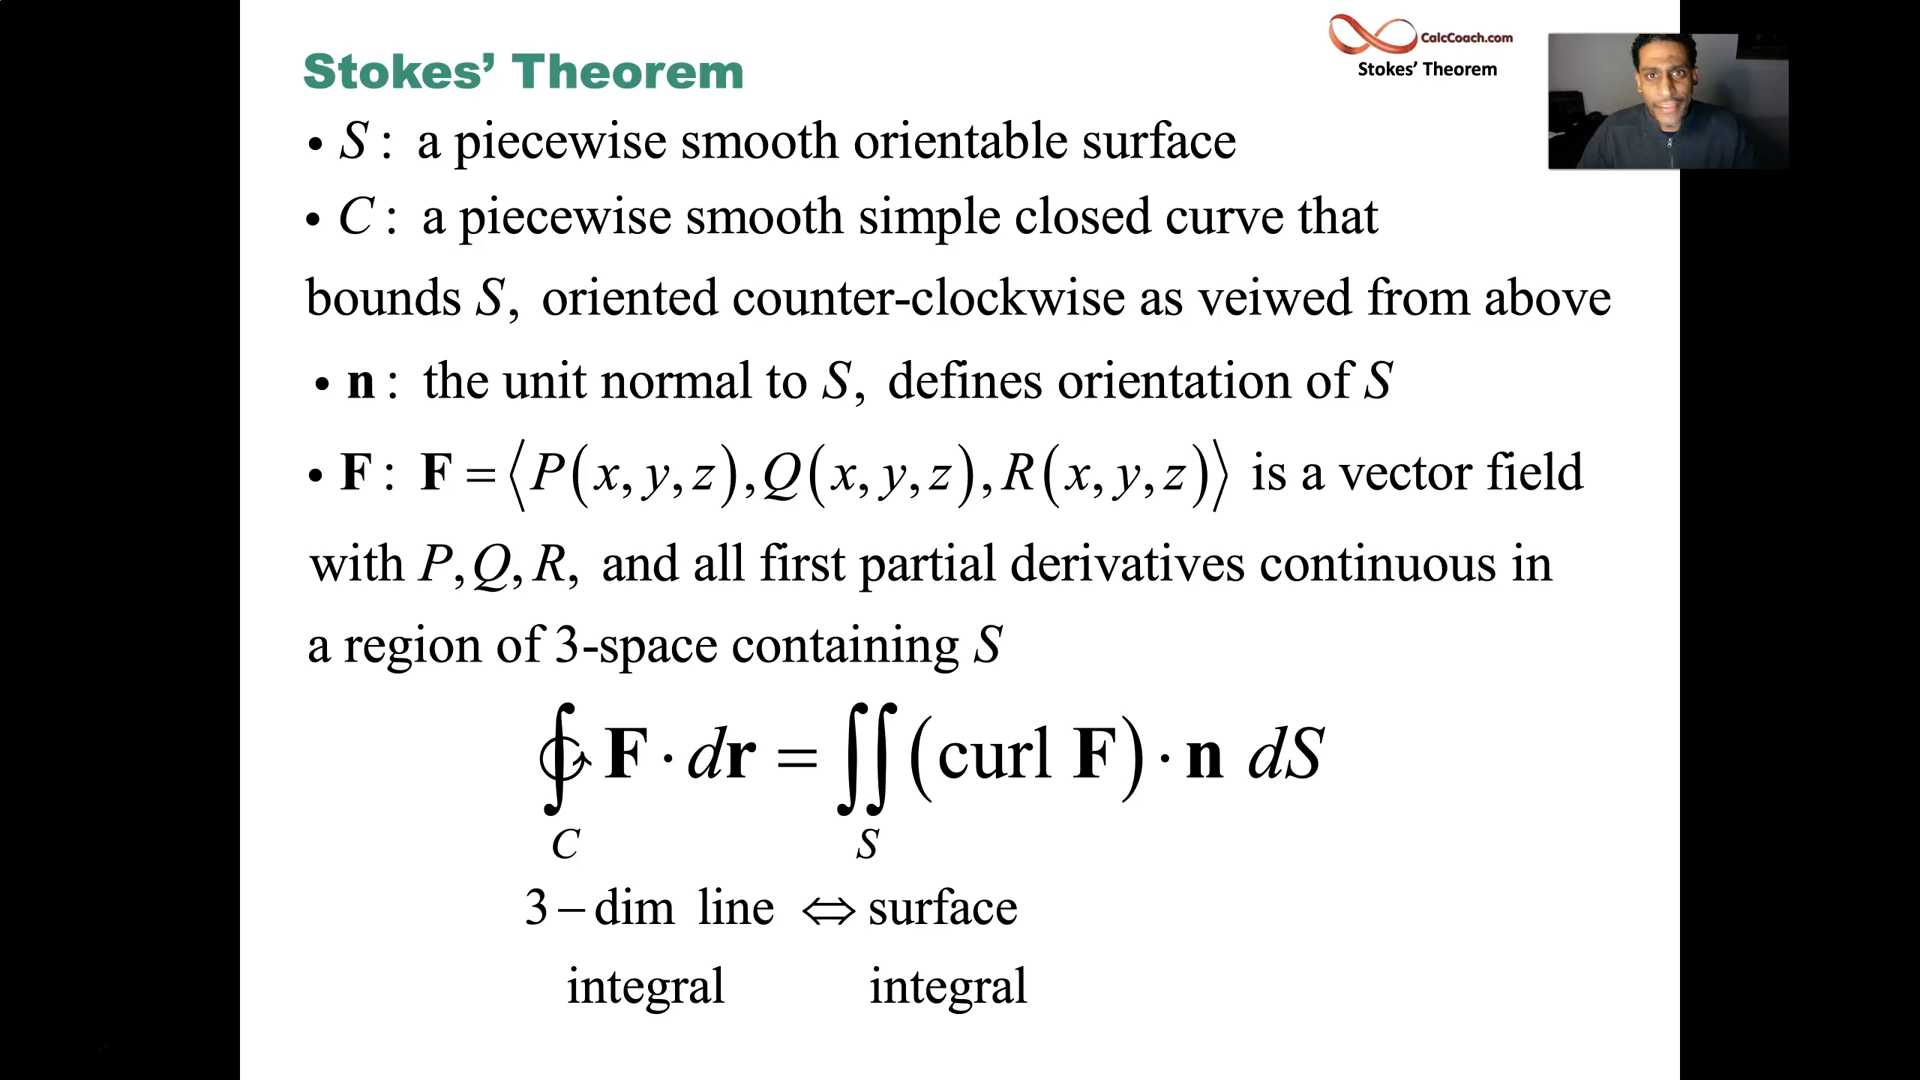 Stokes’ Theorem
CalcCoach.com
Stokes’ Theorem
• S: a piecewise smooth orientable surface
• C: a piecewise smooth simple closed curve that
bounds S, oriented counter-clockwise as veiwed from above
• n: the unit normal to S, defines orientation of S
• F: F = ⟨P(x, y, z), Q(x, y, z), R(x, y, z)⟩ is a vector field
with P, Q, R, and all first partial derivatives continuous in
a region of 3-space containing S
∮ F · dr = ∬ (curl F) · n dS
C S
3 – dim line ⇔ surface
integral integral